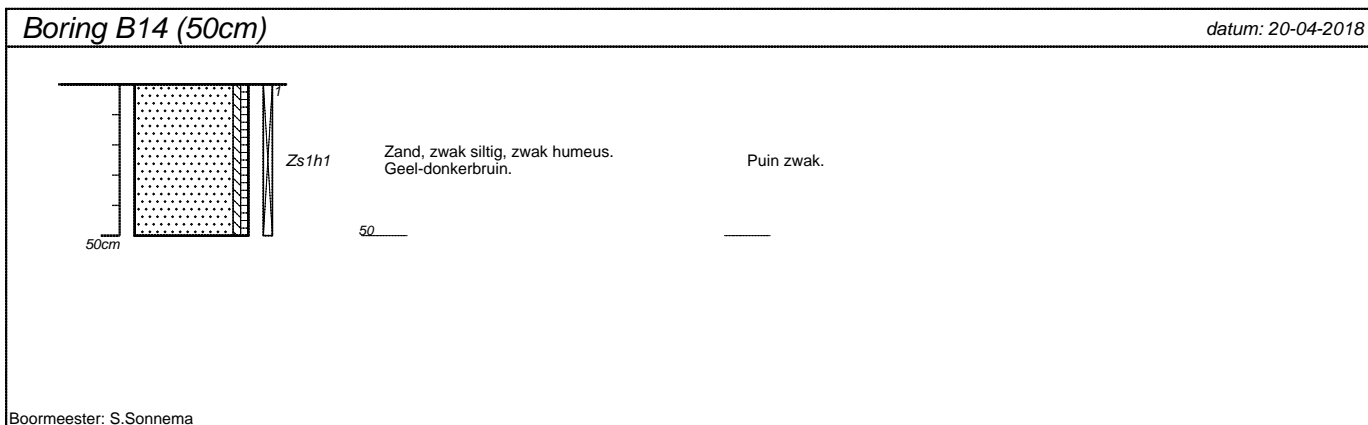 Boring B14 (50cm)
datum: 20-04-2018
1
Zs1h1
Zand, zwak siltig, zwak humeus.
Geel-donkerbruin.
Puin zwak.
50cm
50
Boormeester: S.Sonnema